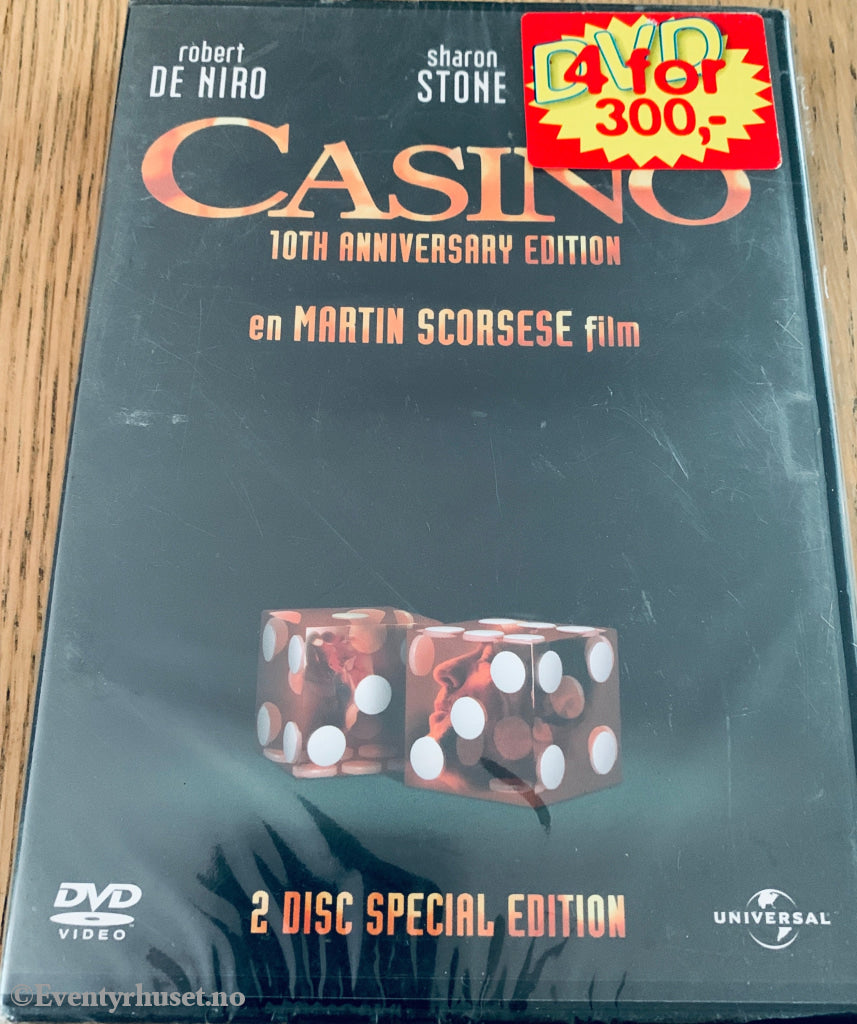 robert
DE NIRO
sharon
STONE
DVD
4 for
300,-
CASINO
10TH ANNIVERSARY EDITION
en MARTIN SCORSESE film
DVD
VIDEO
2 DISC SPECIAL EDITION
UNIVERSAL
©Eventyrhuset.no